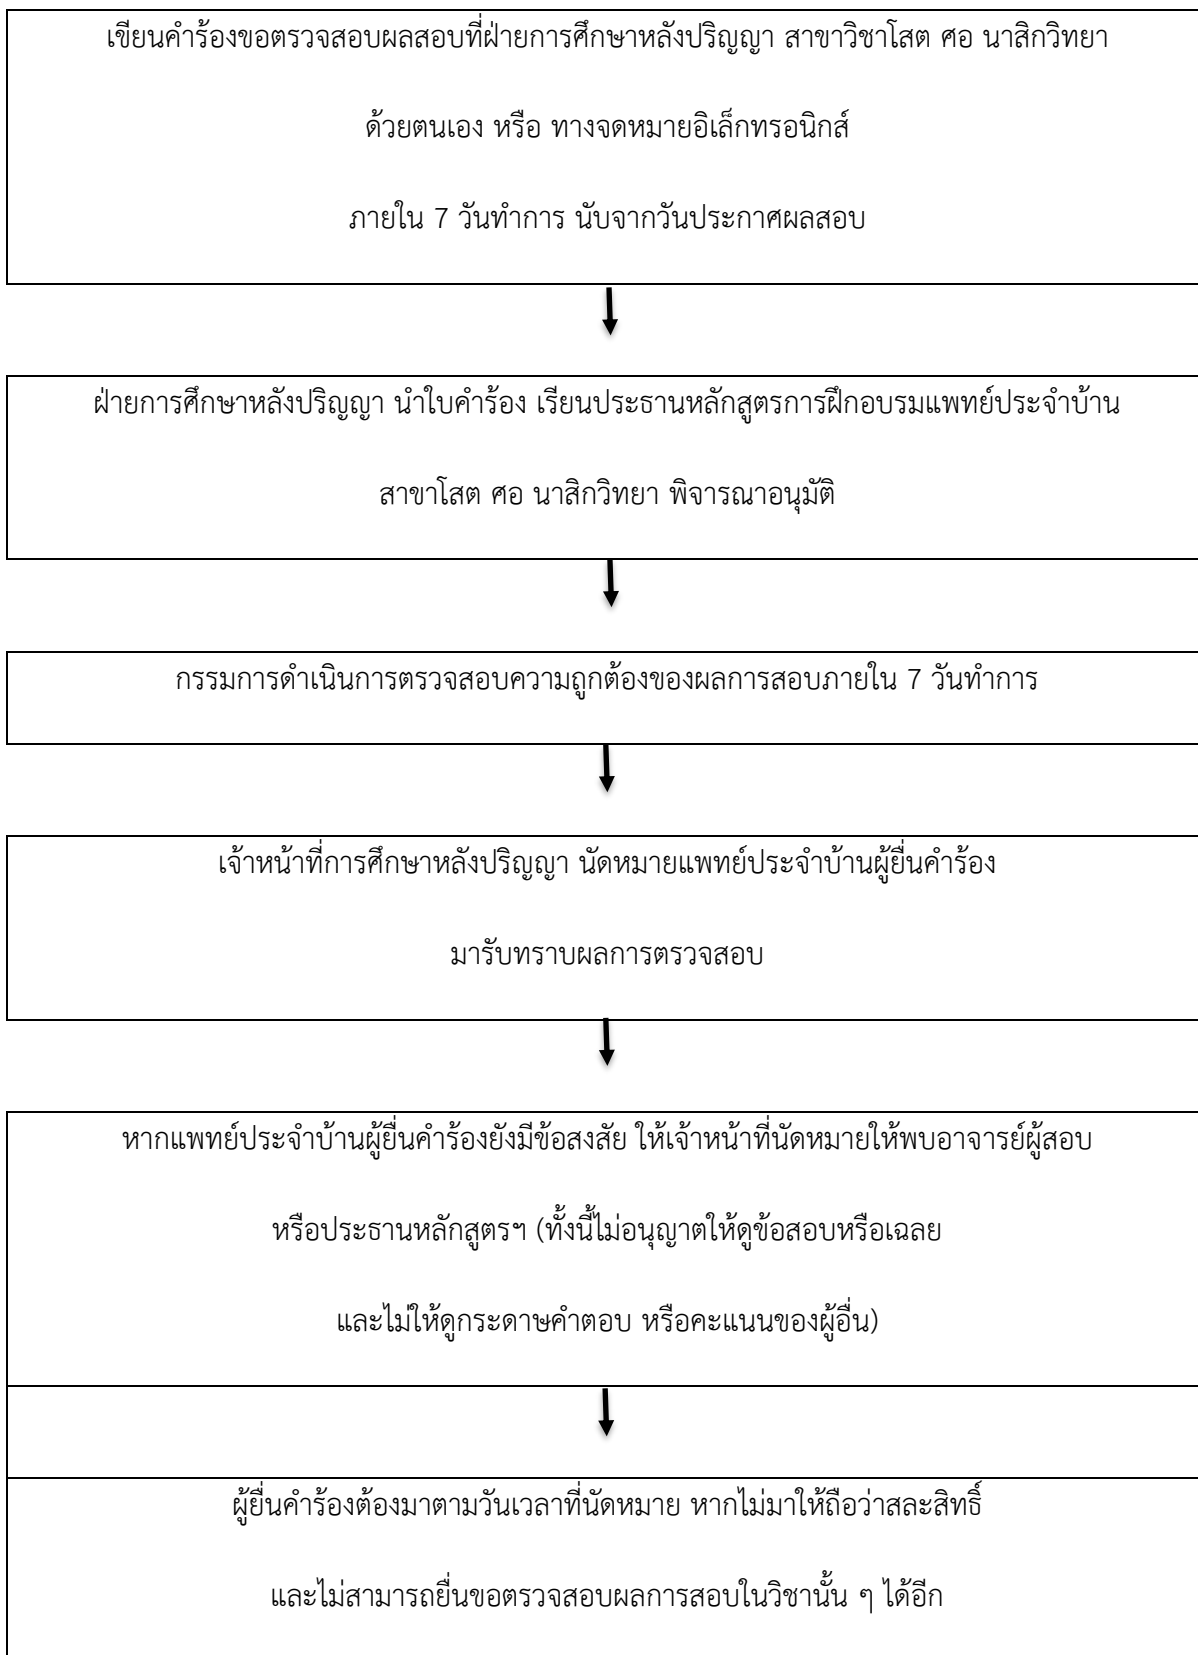 เขียนคำร้องขอตรวจสอบผลสอบที่ฝ่ายการศึกษาหลังปริญญา สาขาวิชาโสต ศอ นาสิกวิทยา
ด้วยตนเอง หรือ ทางจดหมายอิเล็กทรอนิกส์
ภายใน 7 วันทำการ นับจากวันประกาศผลสอบ
ฝ่ายการศึกษาหลังปริญญา นำใบคำร้อง เรียนประธานหลักสูตรการฝึกอบรมแพทย์ประจำบ้าน
สาขาโสต ศอ นาสิกวิทยา พิจารณาอนุมัติ
กรรมการดำเนินการตรวจสอบความถูกต้องของผลการสอบภายใน 7 วันทำการ
เจ้าหน้าที่การศึกษาหลังปริญญา นัดหมายแพทย์ประจำบ้านผู้ยื่นคำร้อง
มารับทราบผลการตรวจสอบ
หากแพทย์ประจำบ้านผู้ยื่นคำร้องยังมีข้อสงสัย ให้เจ้าหน้าที่นัดหมายให้พบอาจารย์ผู้สอบ
หรือประธานหลักสูตรฯ (ทั้งนี้ไม่อนุญาตให้ดูข้อสอบหรือเฉลย
และไม่ให้ดูกระดาษคำตอบ หรือคะแนนของผู้อื่น)
ผู้ยื่นคำร้องต้องมาตามวันเวลาที่นัดหมาย หากไม่มาให้ถือว่าสละสิทธิ์
และไม่สามารถยื่นขอตรวจสอบผลการสอบในวิชานั้น ๆ ได้อีก